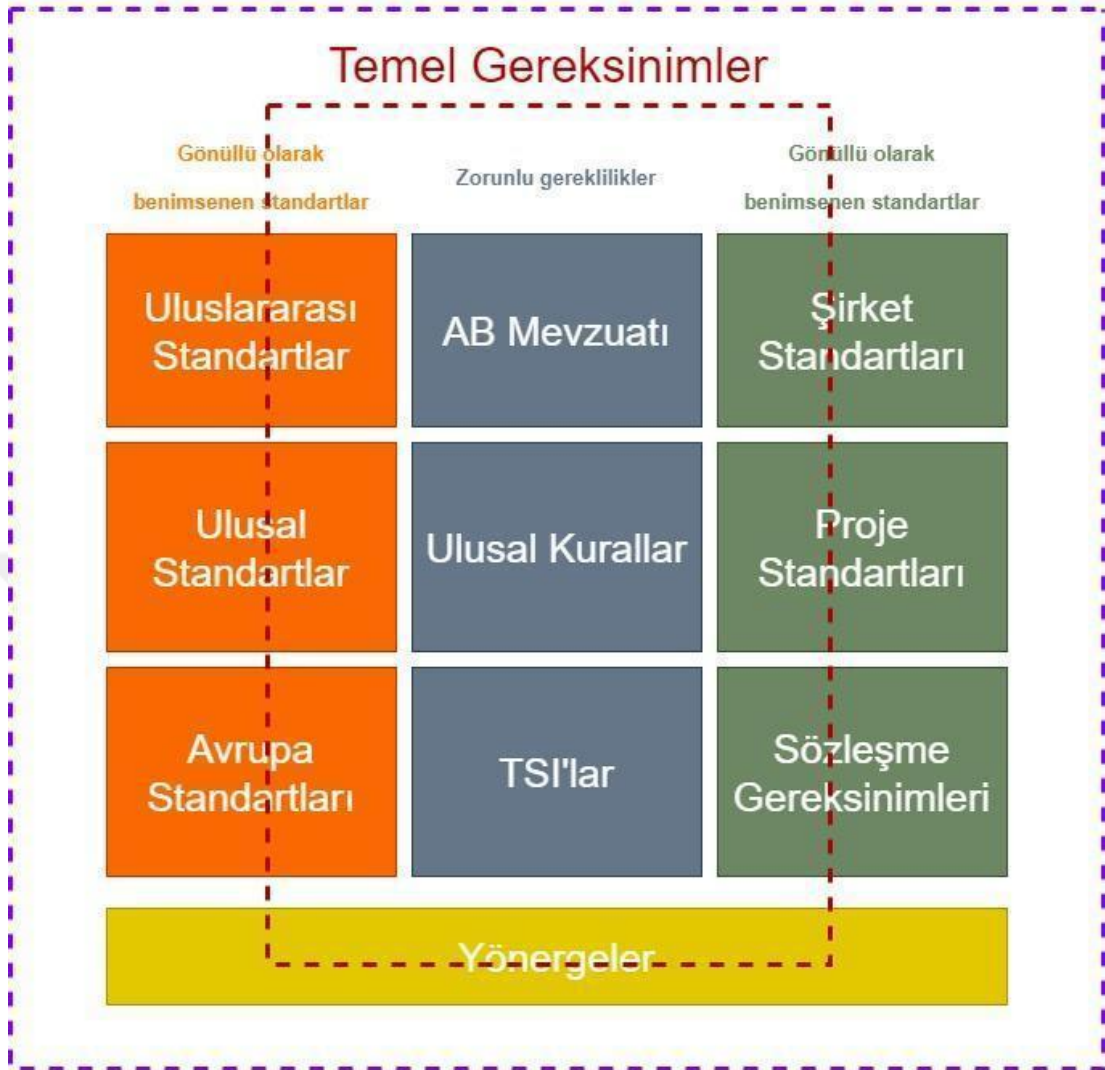 Temel Gereksinimler
Gönüllü olarak
benimsenen standartlar
Zorunlu gereklilikler
Gönüllü olarak
benimsenen standartlar
Uluslararası
Standartlar
AB Mevzuatı
Şirket
Standartları
Ulusal
Standartlar
Ulusal Kurallar
Proje
Standartları
Avrupa
Standartları
TSI'lar
Sözleşme
Gereksinimleri
Yönergeler